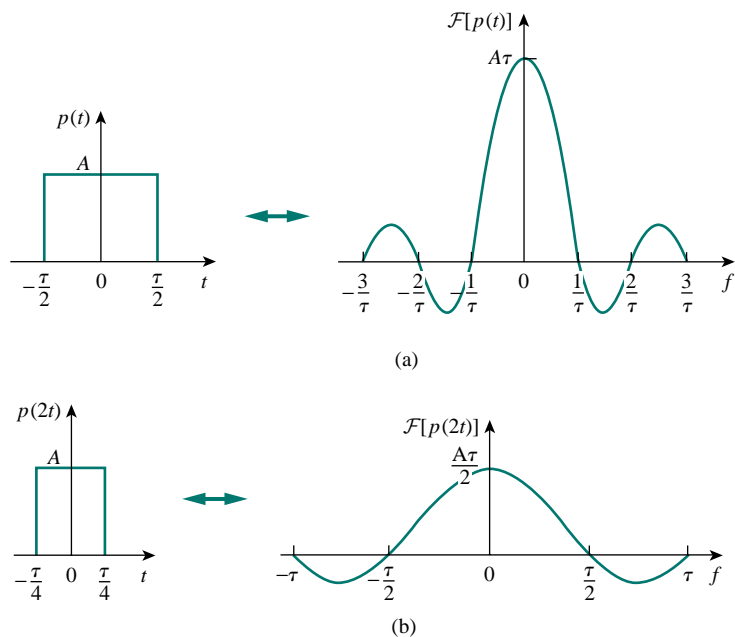 ℱ[p(t)]
Aτ
p(t)
A
−τ/2 0 τ/2 t
−3/τ −2/τ −1/τ 0 1/τ 2/τ 3/τ f
(a)
p(2t)
A
−τ/4 0 τ/4 t
ℱ[p(2t)]
Aτ/2
−τ −τ/2 0 τ/2 τ f
(b)